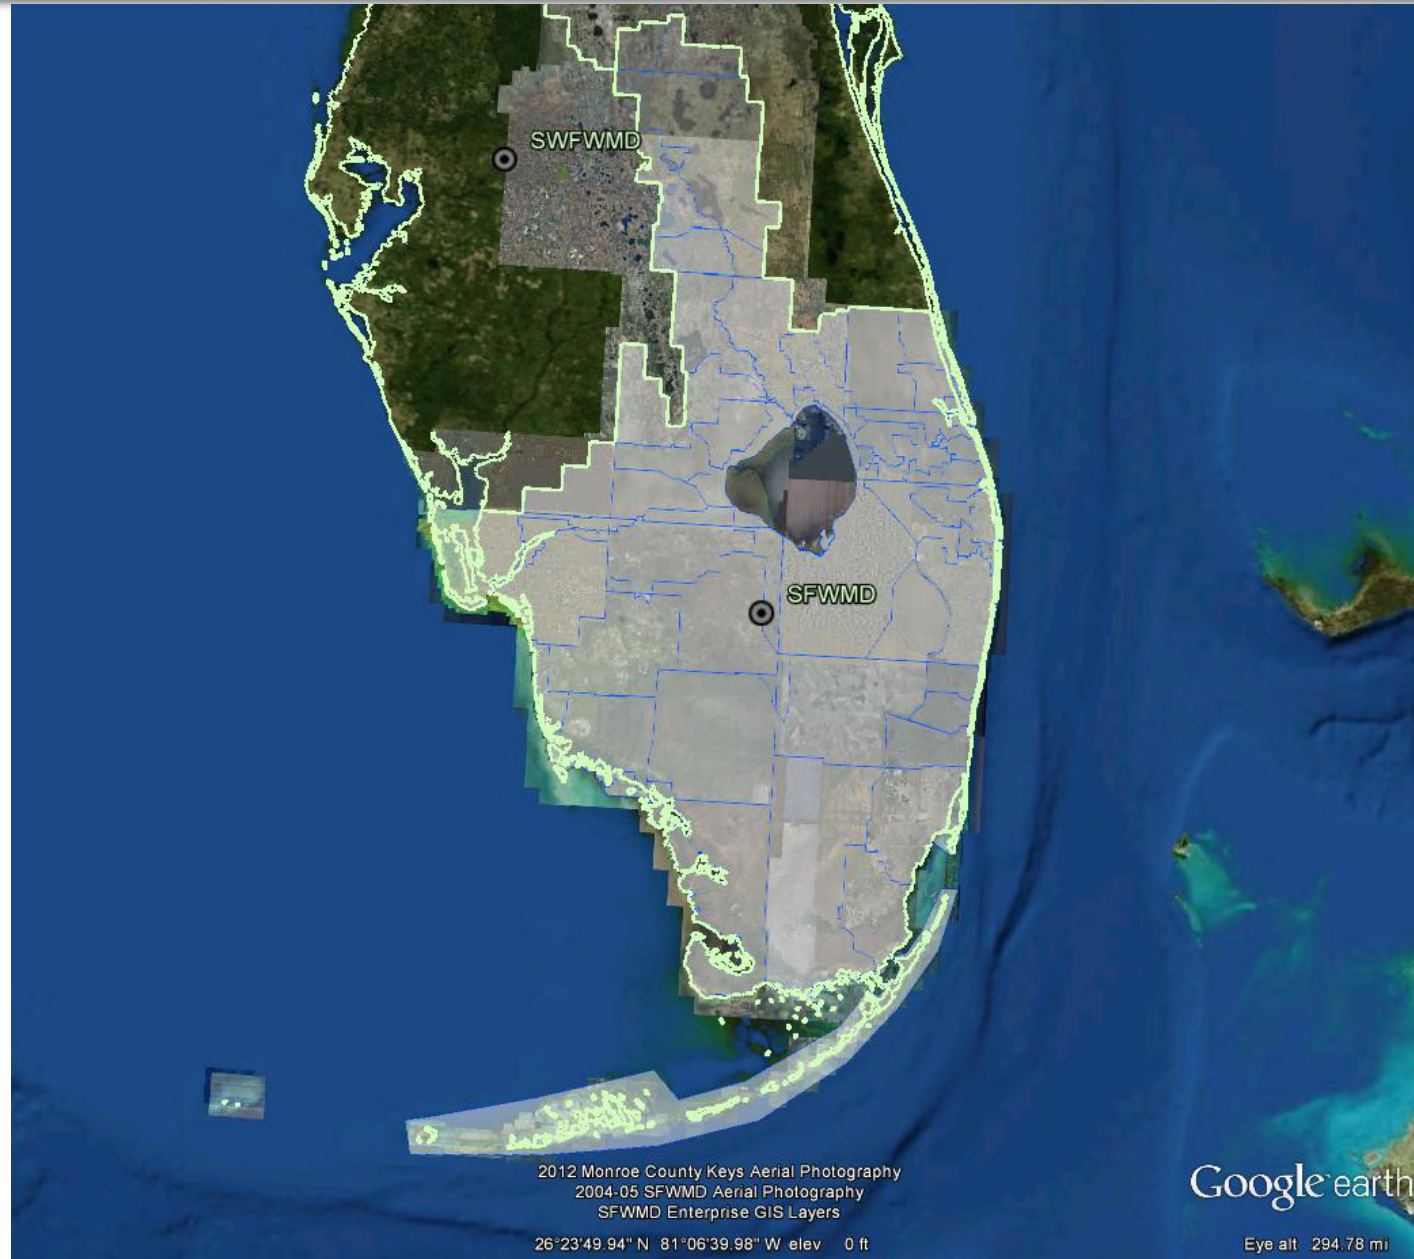 SWFWMD
SFWMD
2012 Monroe County Keys Aerial Photography
2004-05 SFWMD Aerial Photography
SFWMD Enterprise GIS Layers
Google earth
26°23'49.94" N 81°06'39.98" W elev 0 ft
Eye alt 294.78 mi